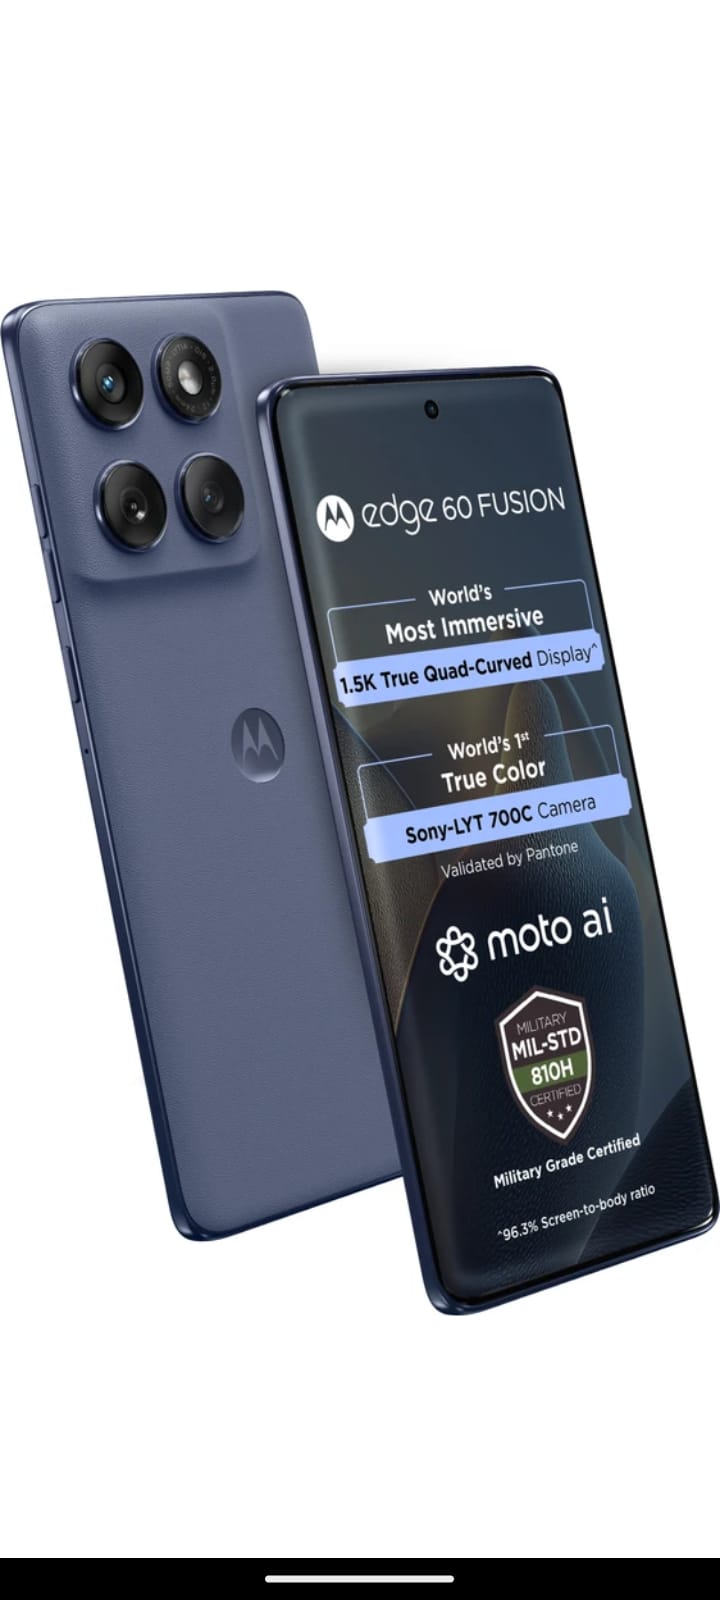 edge 60 FUSION
World's
Most Immersive
1.5K True Quad-Curved Display^
World's 1st
True Color
Sony-LYT 700C Camera
Validated by Pantone
moto ai
MILITARY
MIL-STD
810H
CERTIFIED
Military Grade Certified
^96.3% Screen-to-body ratio